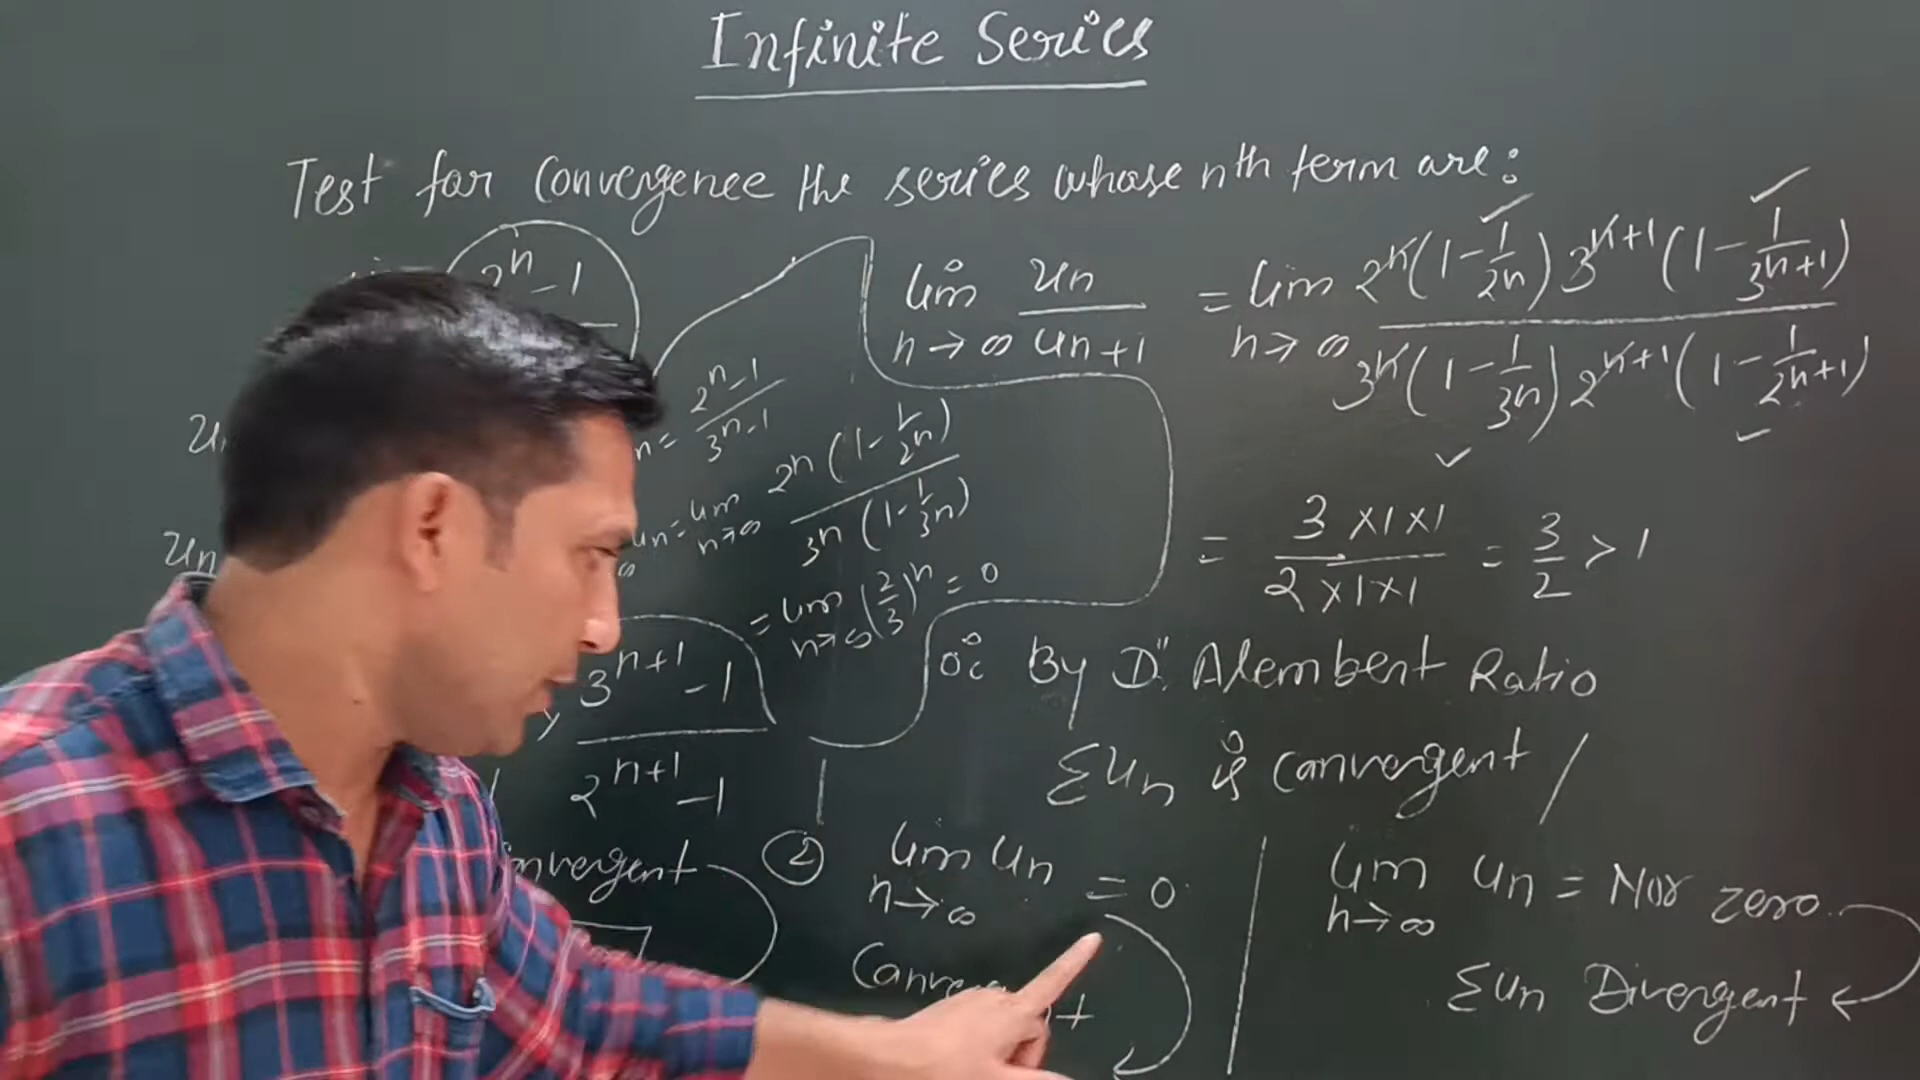 Infinite Series
Test for Convergence the series whose nth term are:
2^n - 1
lim n→∞ un/un+1 = lim n→∞ 2^n(1 - 1/2^n) 3^n+1 (1 - 1/3^n+1) / 3^n(1 - 1/3^n) 2^n+1 (1 - 1/2^n+1)
n = 2^n - 1 / 3^n - 1
un = lim n→∞ 2^n (1 - 1/2^n) / 3^n (1 - 1/3^n)
= lim n→∞ (2/3)^n = 0
= 3 × 1 × 1 / 2 × 1 × 1 = 3/2 > 1
un
3^n+1 - 1
2^n+1 - 1
By D" Alembert Ratio
Σun is convergent /
nvergent
② lim n→∞ un = 0
lim n→∞ un = Non zero
Σun Divergent